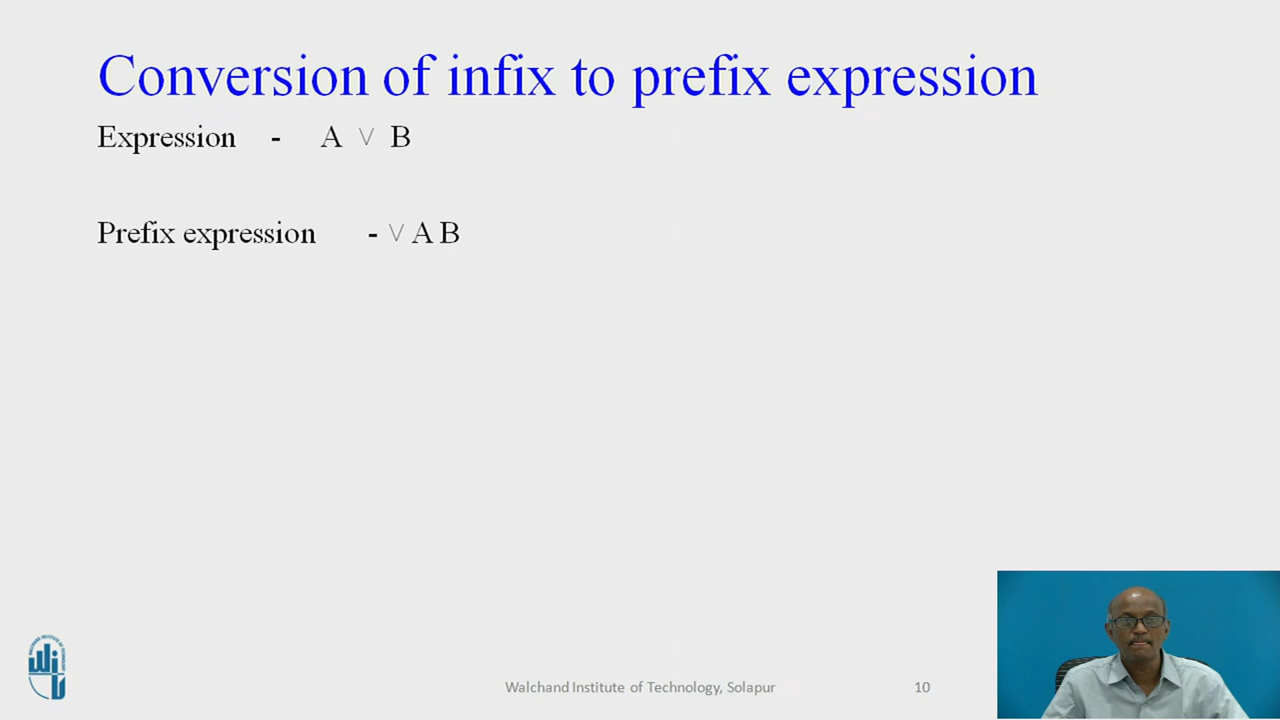 Conversion of infix to prefix expression
Expression - A ∨ B
Prefix expression - ∨ A B
Walchand Institute of Technology, Solapur 10